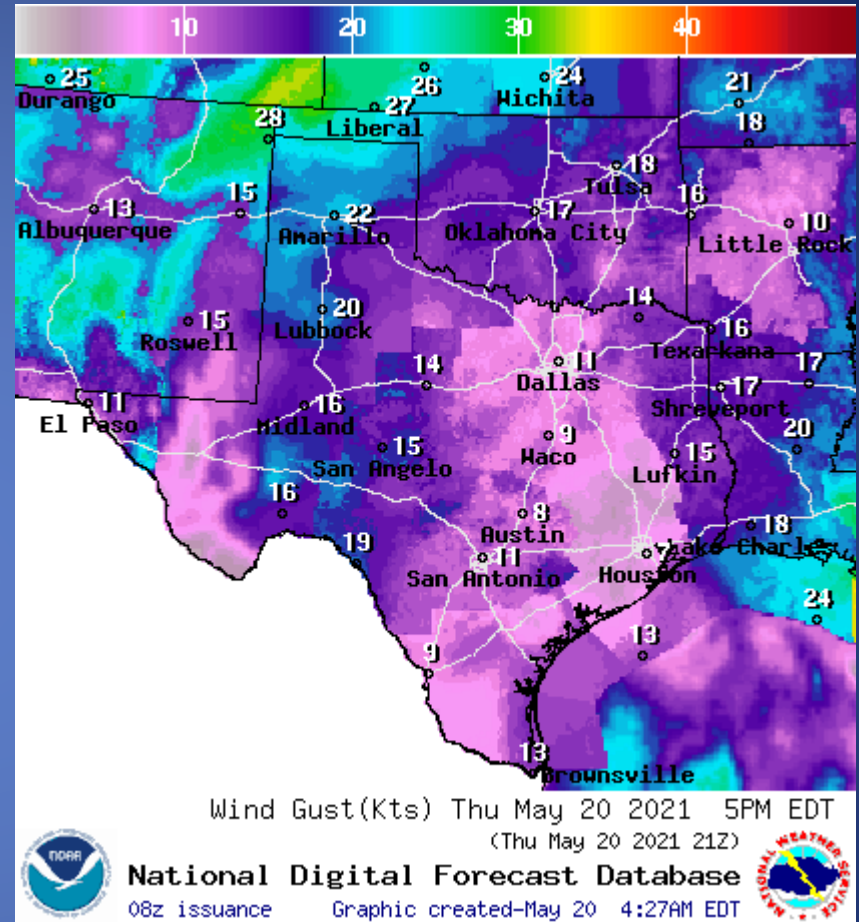 10 20 30 40
25
Durango
26
24
Wichita
21
27
Liberal
28
18
18
Tulsa
13
Albuquerque
15
22
Amarillo
17
Oklahoma City
16
10
Little Rock
15
Roswell
20
Lubbock
14
16
Texarkana
11
Dallas
11
El Paso
16
Midland
14
17
Shreveport
17
15
San Angelo
9
Waco
15
Lufkin
20
16
8
Austin
18
Lake Charles
19
11
San Antonio
Houston
24
13
9
13
Brownsville
Wind Gust(Kts) Thu May 20 2021 5PM EDT
(Thu May 20 2021 21Z)
National Digital Forecast Database
08z issuance Graphic created-May 20 4:27AM EDT
NOAA
NATIONAL WEATHER SERVICE